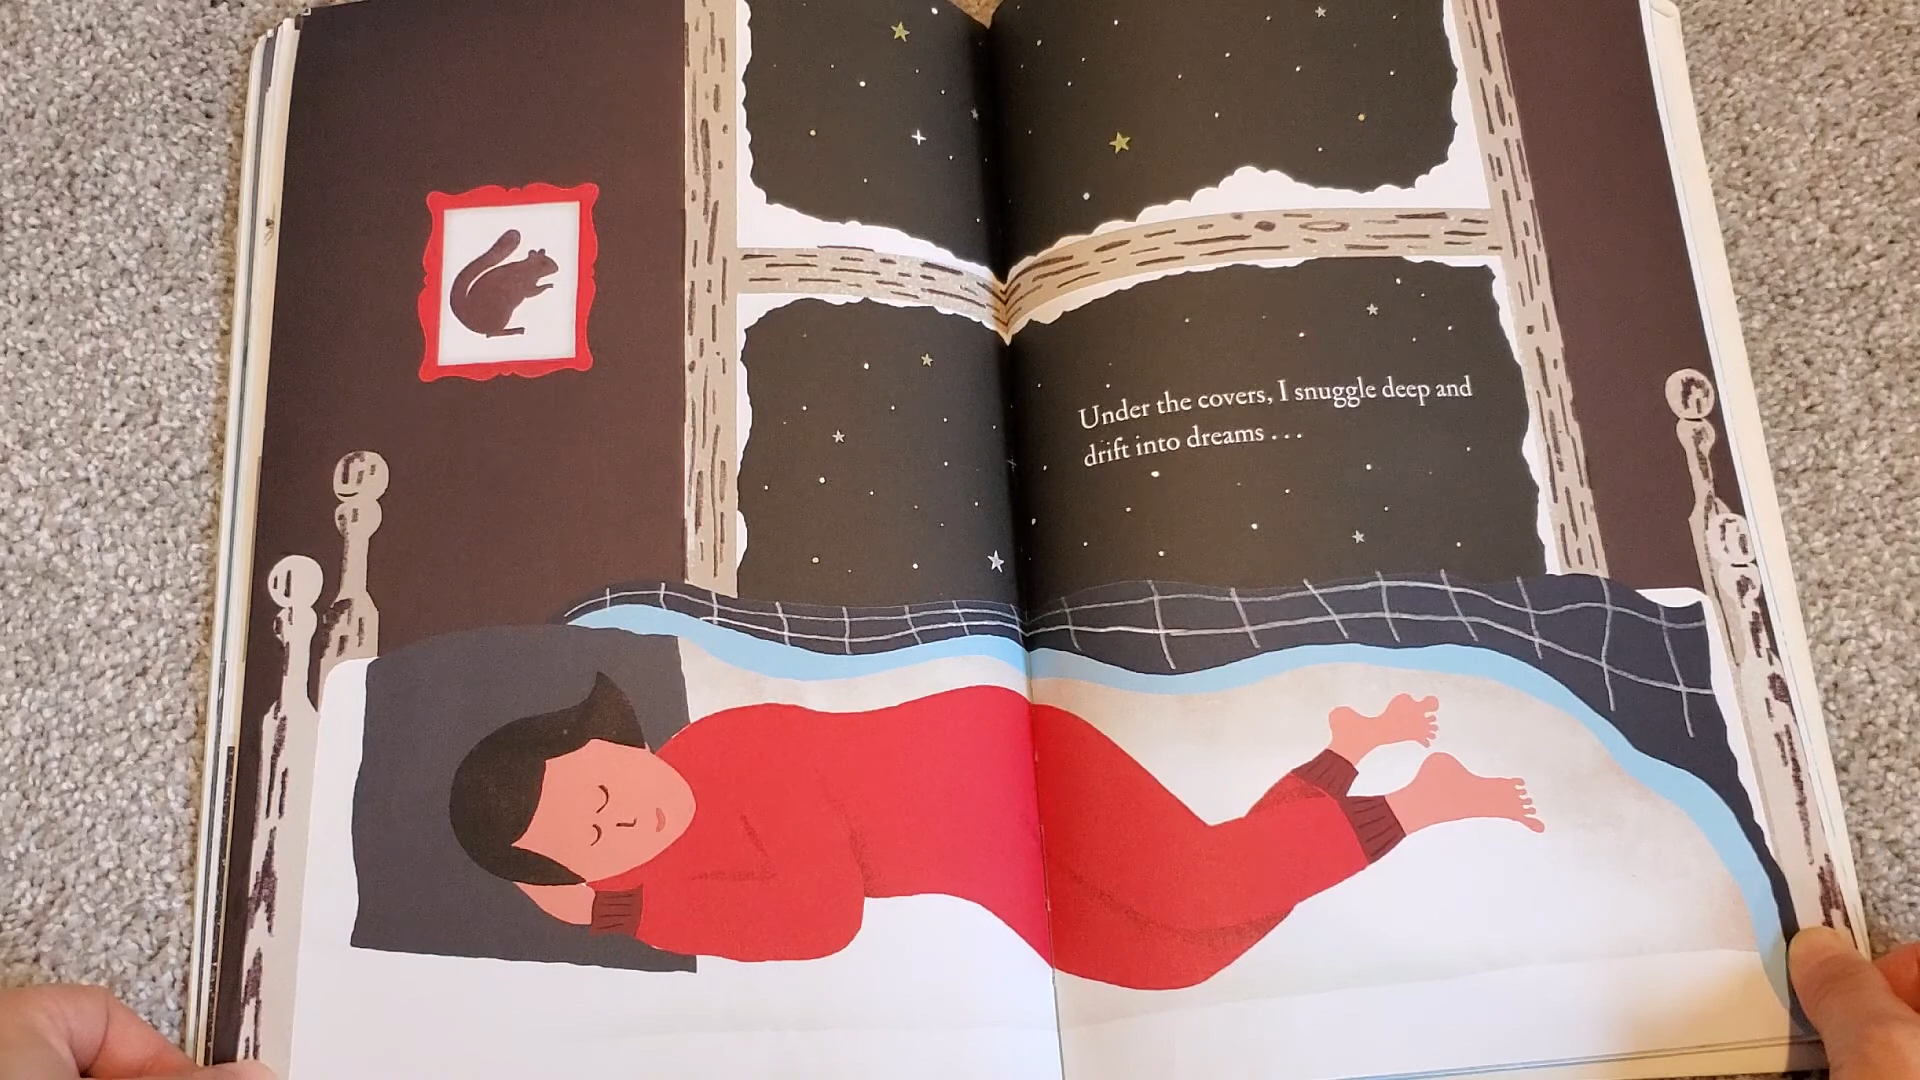 Under the covers, I snuggle deep and
drift into dreams . . .